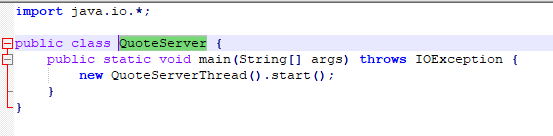 import java.io.*;
public class QuoteServer {
    public static void main(String[] args) throws IOException {
        new QuoteServerThread().start();
    }
}